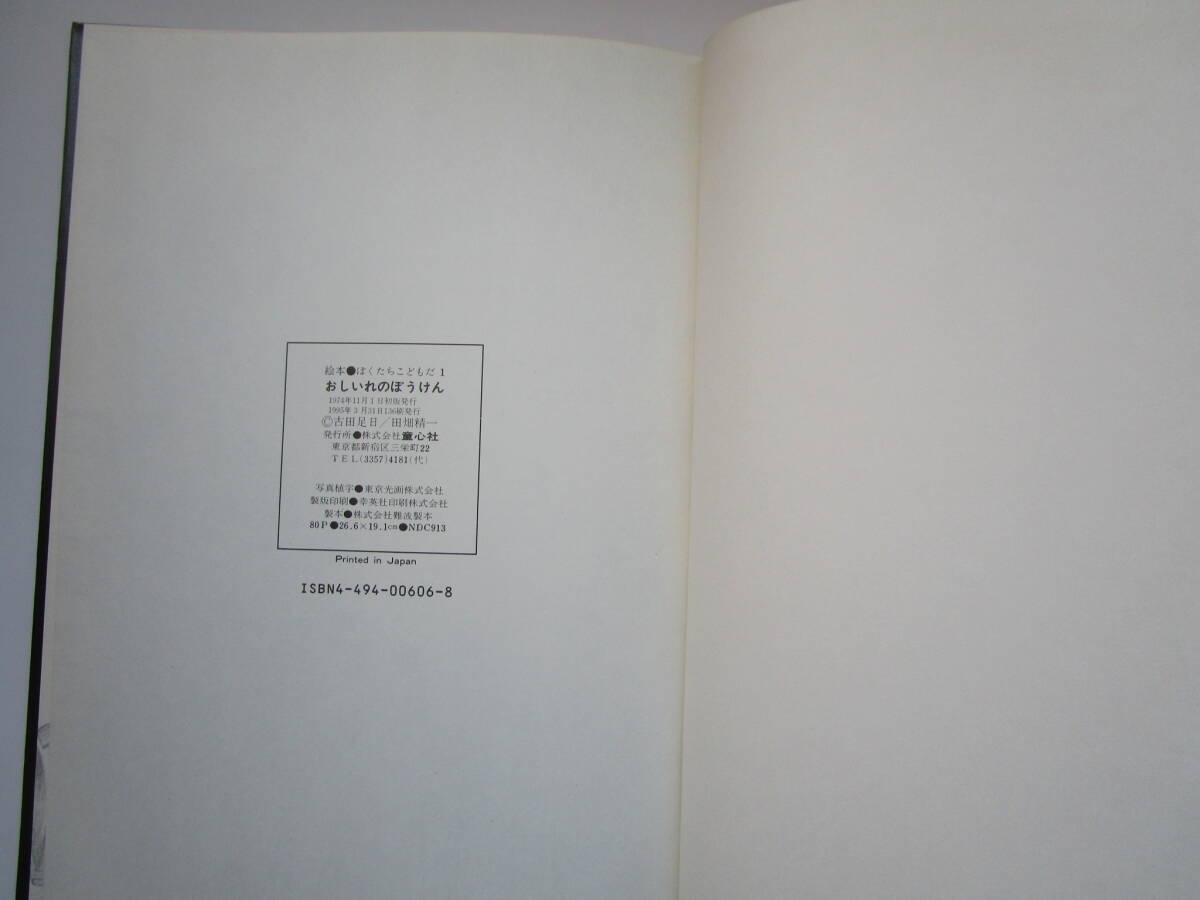 絵本●ぼくたちこどもだ 1
おしいれのぼうけん
1974年11月1日初版発行
1995年3月31日136刷発行
©古田足日/田畑精一
発行所●株式会社童心社
東京都新宿区三栄町22
TEL(3357)4181(代)
写真植字●東京光画株式会社
製版印刷●幸英社印刷株式会社
製本●株式会社難波製本
80P●26.6×19.1cm●NDC913
Printed in Japan
ISBN4-494-00606-8